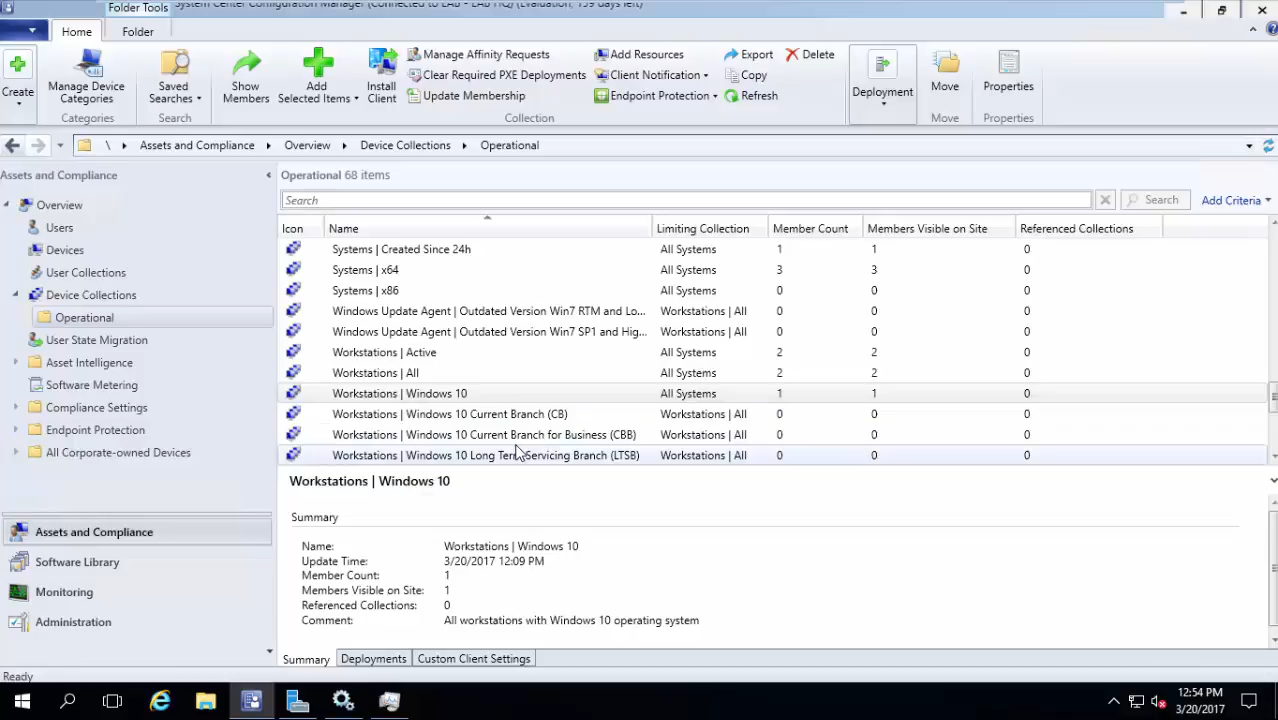 Folder Tools System Center Configuration Manager (Connected to LAB - LAB HQ) (Evaluation, 159 days left)
Home Folder
Create
Manage Device Categories
Saved Searches
Show Members
Add Selected Items
Install Client
Manage Affinity Requests
Clear Required PXE Deployments
Update Membership
Add Resources
Client Notification
Endpoint Protection
Export
Copy
Refresh
Delete
Deployment
Move
Properties
Categories Search Collection Move Properties
\ Assets and Compliance Overview Device Collections Operational
Assets and Compliance
Overview
Users
Devices
User Collections
Device Collections
Operational
User State Migration
Asset Intelligence
Software Metering
Compliance Settings
Endpoint Protection
All Corporate-owned Devices
Assets and Compliance
Software Library
Monitoring
Administration
Operational 68 items
Search Search Add Criteria
Icon Name Limiting Collection Member Count Members Visible on Site Referenced Collections
Systems | Created Since 24h All Systems 1 1 0
Systems | x64 All Systems 3 3 0
Systems | x86 All Systems 0 0 0
Windows Update Agent | Outdated Version Win7 RTM and Lo... Workstations | All 0 0 0
Windows Update Agent | Outdated Version Win7 SP1 and Hig... Workstations | All 0 0 0
Workstations | Active All Systems 2 2 0
Workstations | All All Systems 2 2 0
Workstations | Windows 10 All Systems 1 1 0
Workstations | Windows 10 Current Branch (CB) Workstations | All 0 0 0
Workstations | Windows 10 Current Branch for Business (CBB) Workstations | All 0 0 0
Workstations | Windows 10 Long Term Servicing Branch (LTSB) Workstations | All 0 0 0
Workstations | Windows 10
Summary
Name: Workstations | Windows 10
Update Time: 3/20/2017 12:09 PM
Member Count: 1
Members Visible on Site: 1
Referenced Collections: 0
Comment: All workstations with Windows 10 operating system
Summary Deployments Custom Client Settings
Ready
12:54 PM
3/20/2017